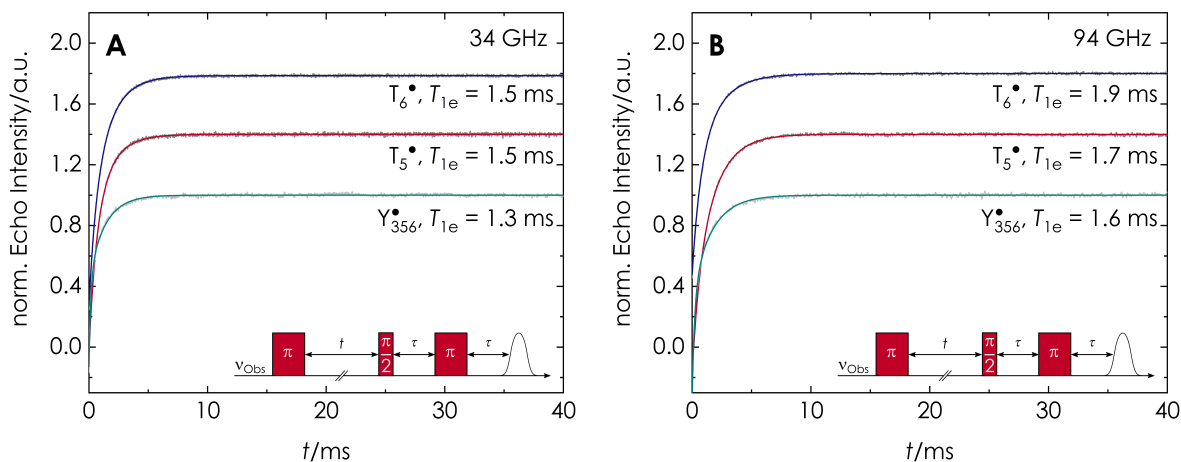 A
34 GHz
norm. Echo Intensity/a.u.
2.0
1.6
1.2
0.8
0.4
0.0
T₆•, T₁ₑ = 1.5 ms
T₅•, T₁ₑ = 1.5 ms
Y•₃₅₆, T₁ₑ = 1.3 ms
νObs π t π/2 τ π τ
0 10 20 30 40
t/ms
B
94 GHz
norm. Echo Intensity/a.u.
2.0
1.6
1.2
0.8
0.4
0.0
T₆•, T₁ₑ = 1.9 ms
T₅•, T₁ₑ = 1.7 ms
Y•₃₅₆, T₁ₑ = 1.6 ms
νObs π t π/2 τ π τ
0 10 20 30 40
t/ms